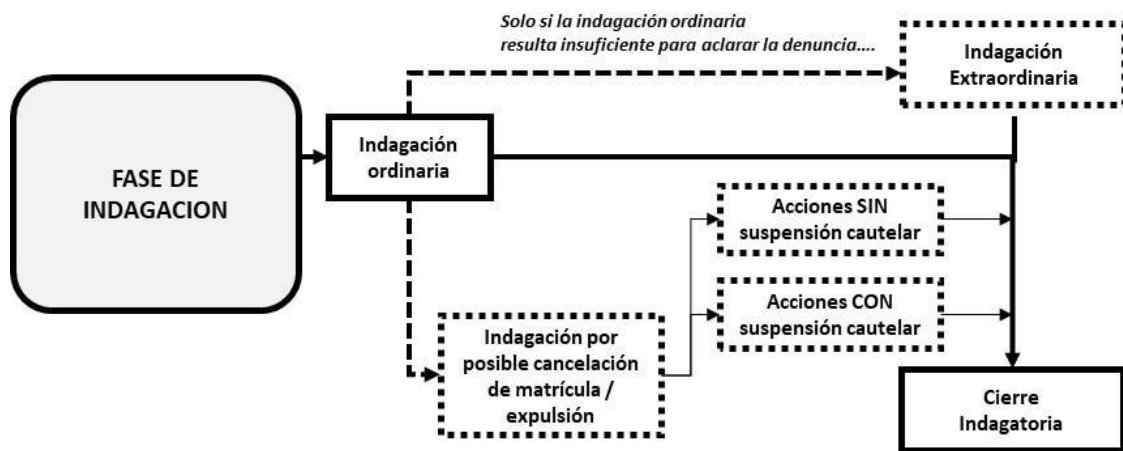 Solo si la indagación ordinaria
resulta insuficiente para aclarar la denuncia....
Indagación
Extraordinaria
FASE DE
INDAGACION
Indagación
ordinaria
Acciones SIN
suspensión cautelar
Acciones CON
suspensión cautelar
Indagación por
posible cancelación
de matrícula /
expulsión
Cierre
Indagatoria